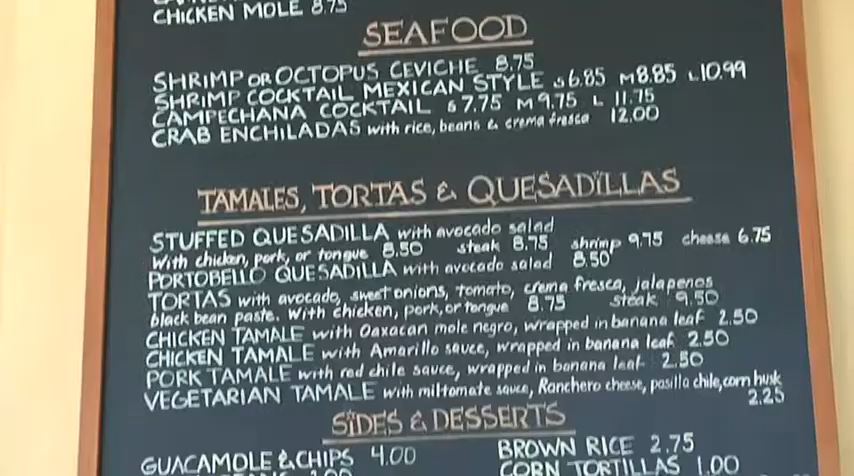 CHICKEN MOLE 8.75
SEAFOOD
SHRIMP OR OCTOPUS CEVICHE 8.75
SHRIMP COCKTAIL MEXICAN STYLE S 6.85 M 8.85 L 10.99
CAMPECHANA COCKTAIL S 7.75 M 9.75 L 11.75
CRAB ENCHILADAS with rice, beans & crema fresca 12.00
TAMALES, TORTAS & QUESADILLAS
STUFFED QUESADILLA with avocado salad
With chicken, pork, or tongue 8.50 steak 8.75 shrimp 9.75 cheese 6.75
PORTOBELLO QUESADILLA with avocado salad 8.50
TORTAS with avocado, sweet onions, tomato, crema fresca, jalapenos
black bean paste. With chicken, pork, or tongue 8.75 steak 9.50
CHICKEN TAMALE with Oaxacan mole negro, wrapped in banana leaf 2.50
CHICKEN TAMALE with Amarillo sauce, wrapped in banana leaf 2.50
PORK TAMALE with red chile sauce, wrapped in banana leaf 2.50
VEGETARIAN TAMALE with miltomate sauce, Ranchero cheese, pasilla chile, corn husk
2.25
SIDES & DESSERTS
GUACAMOLE & CHIPS 4.00
BROWN RICE 2.75
CORN TORTILLAS 1.00